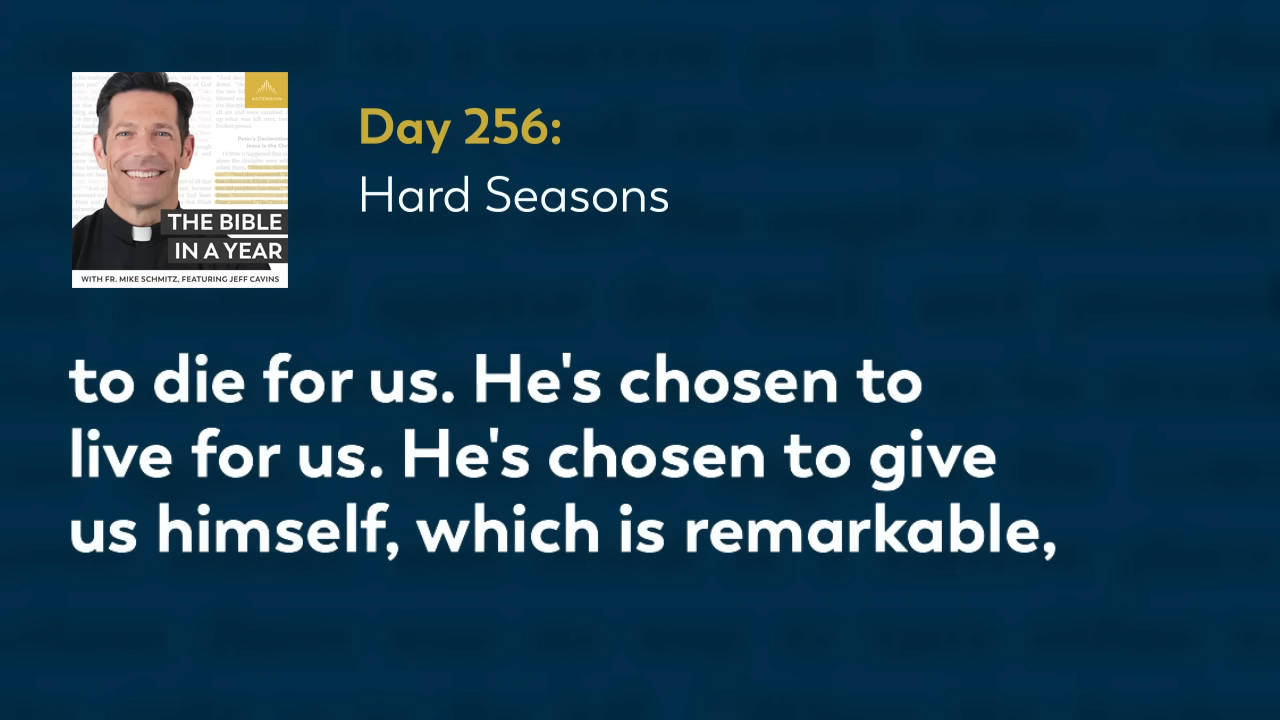 ASCENSION
THE BIBLE
IN A YEAR
WITH FR. MIKE SCHMITZ, FEATURING JEFF CAVINS
Day 256:
Hard Seasons
to die for us. He's chosen to
live for us. He's chosen to give
us himself, which is remarkable,